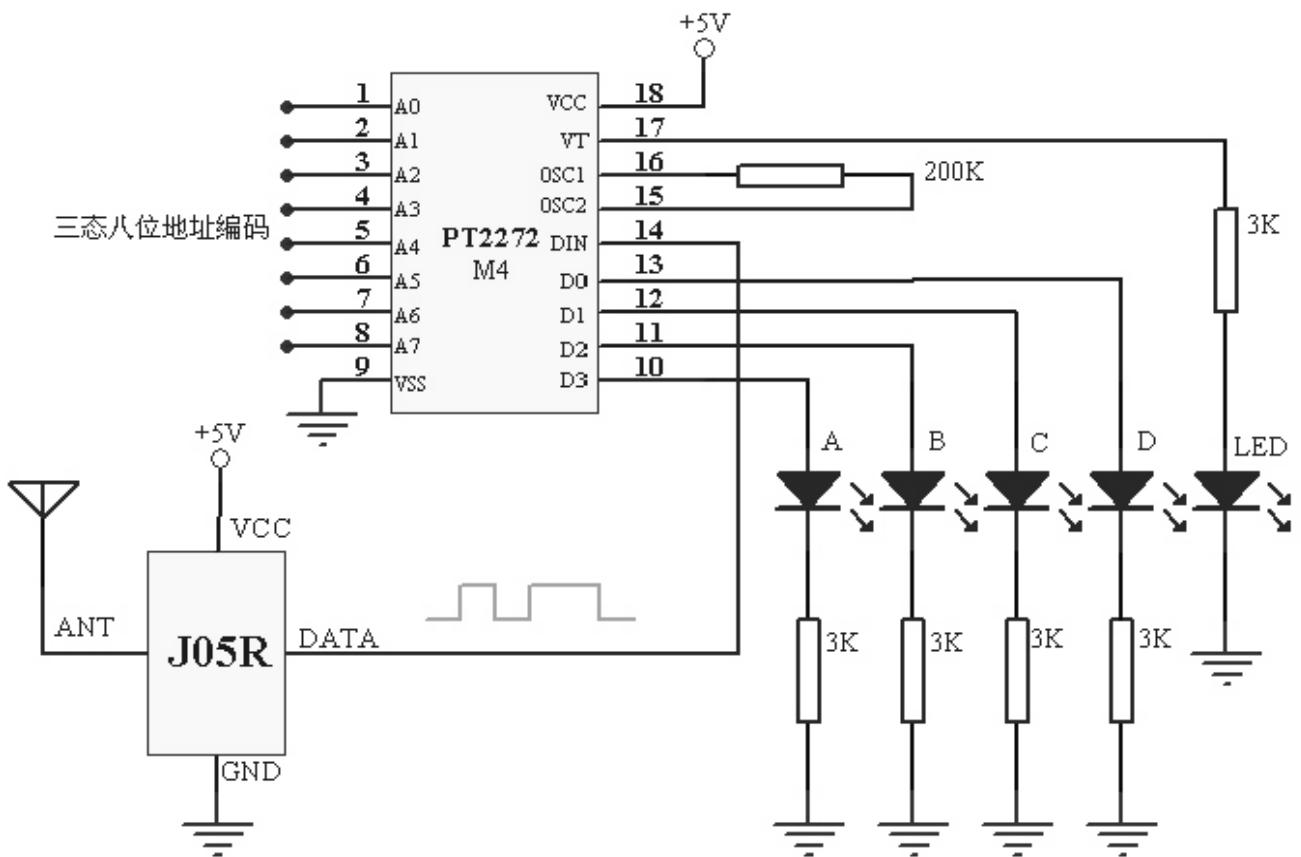 +5V
1 A0 VCC 18
2 A1 VT 17
3 A2 OSC1 16 200K
4 A3 OSC2 15
三态八位地址编码
5 A4 PT2272 DIN 14 3K
M4
6 A5 D0 13
7 A6 D1 12
8 A7 D2 11
9 VSS D3 10
+5V
A B C D LED
VCC
ANT J05R DATA
3K 3K 3K 3K
GND